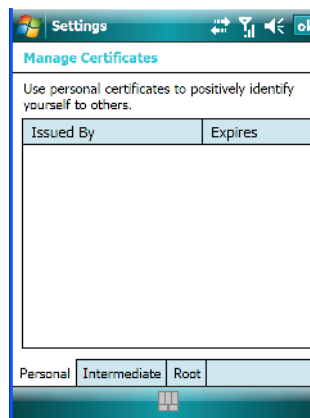 Settings
ok
Manage Certificates
Use personal certificates to positively identify
yourself to others.
Issued By Expires
Personal Intermediate Root